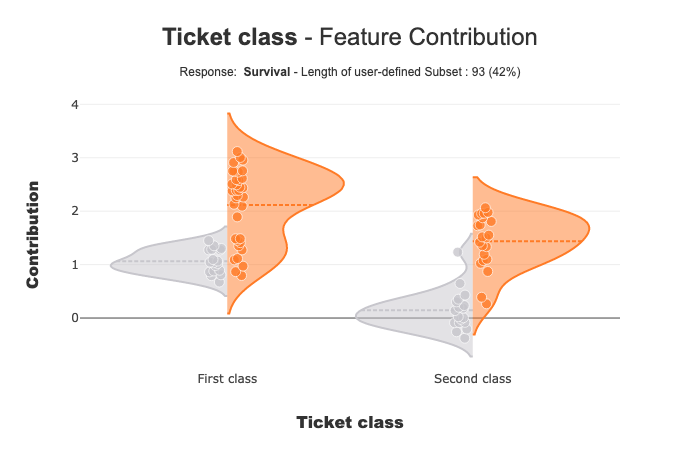 Ticket class - Feature Contribution
Response: Survival - Length of user-defined Subset : 93 (42%)
4
3
2
1
0
Contribution
First class
Second class
Ticket class